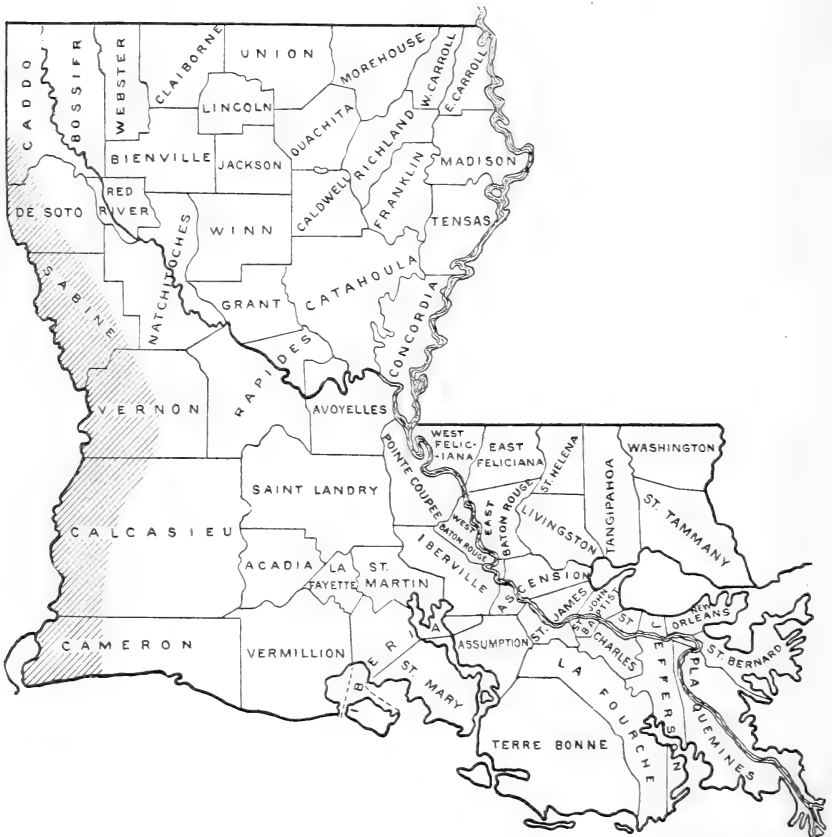 CADDO
BOSSIER
WEBSTER
CLAIBORNE
UNION
MOREHOUSE
W. CARROLL
E. CARROLL
LINCOLN
OUACHITA
RICHLAND
MADISON
BIENVILLE
JACKSON
CALDWELL
FRANKLIN
DE SOTO
RED
RIVER
NATCHITOCHES
WINN
TENSAS
SABINE
GRANT
CATAHOULA
CONCORDIA
VERNON
RAPIDES
AVOYELLES
POINTE COUPEE
WEST
FELIC-
-IANA
EAST
FELICIANA
ST. HELENA
TANGIPAHOA
WASHINGTON
SAINT LANDRY
WEST
BATON ROUGE
EAST
BATON ROUGE
LIVINGSTON
ST. TAMMANY
CALCASIEU
ACADIA
LA
FAYETTE
ST.
MARTIN
IBERVILLE
ASCENSION
ST. JAMES
ST. JOHN
BAPTIST
ST.
CHARLES
JEFFERSON
NEW
ORLEANS
ST. BERNARD
PLAQUEMINES
CAMERON
VERMILLION
IBERIA
ST. MARY
ASSUMPTION
LA FOURCHE
TERRE BONNE